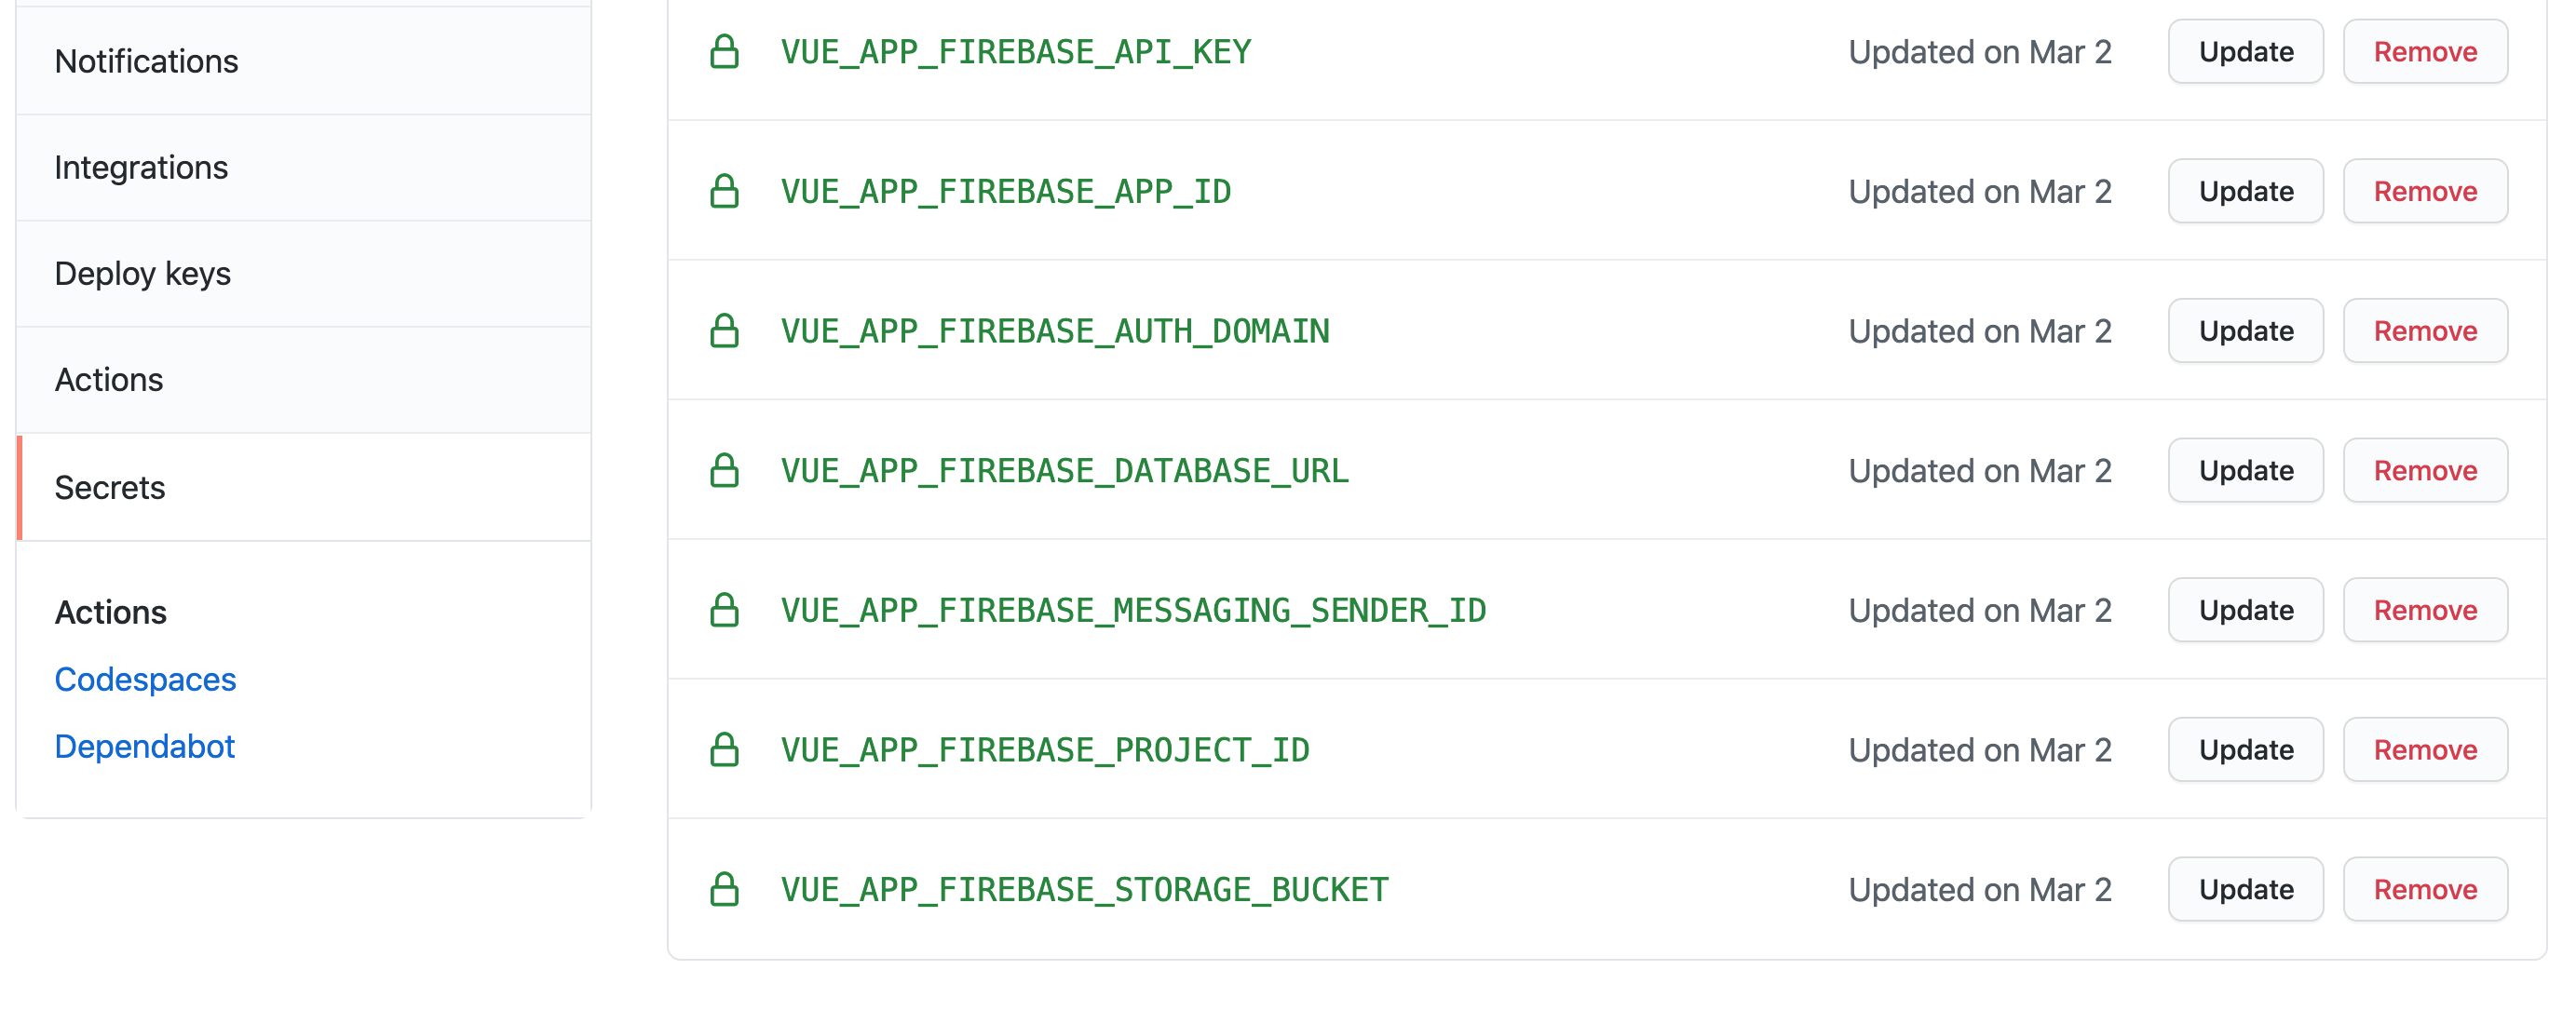 Notifications
Integrations
Deploy keys
Actions
Secrets
Actions
Codespaces
Dependabot
VUE_APP_FIREBASE_API_KEY Updated on Mar 2 Update Remove
VUE_APP_FIREBASE_APP_ID Updated on Mar 2 Update Remove
VUE_APP_FIREBASE_AUTH_DOMAIN Updated on Mar 2 Update Remove
VUE_APP_FIREBASE_DATABASE_URL Updated on Mar 2 Update Remove
VUE_APP_FIREBASE_MESSAGING_SENDER_ID Updated on Mar 2 Update Remove
VUE_APP_FIREBASE_PROJECT_ID Updated on Mar 2 Update Remove
VUE_APP_FIREBASE_STORAGE_BUCKET Updated on Mar 2 Update Remove